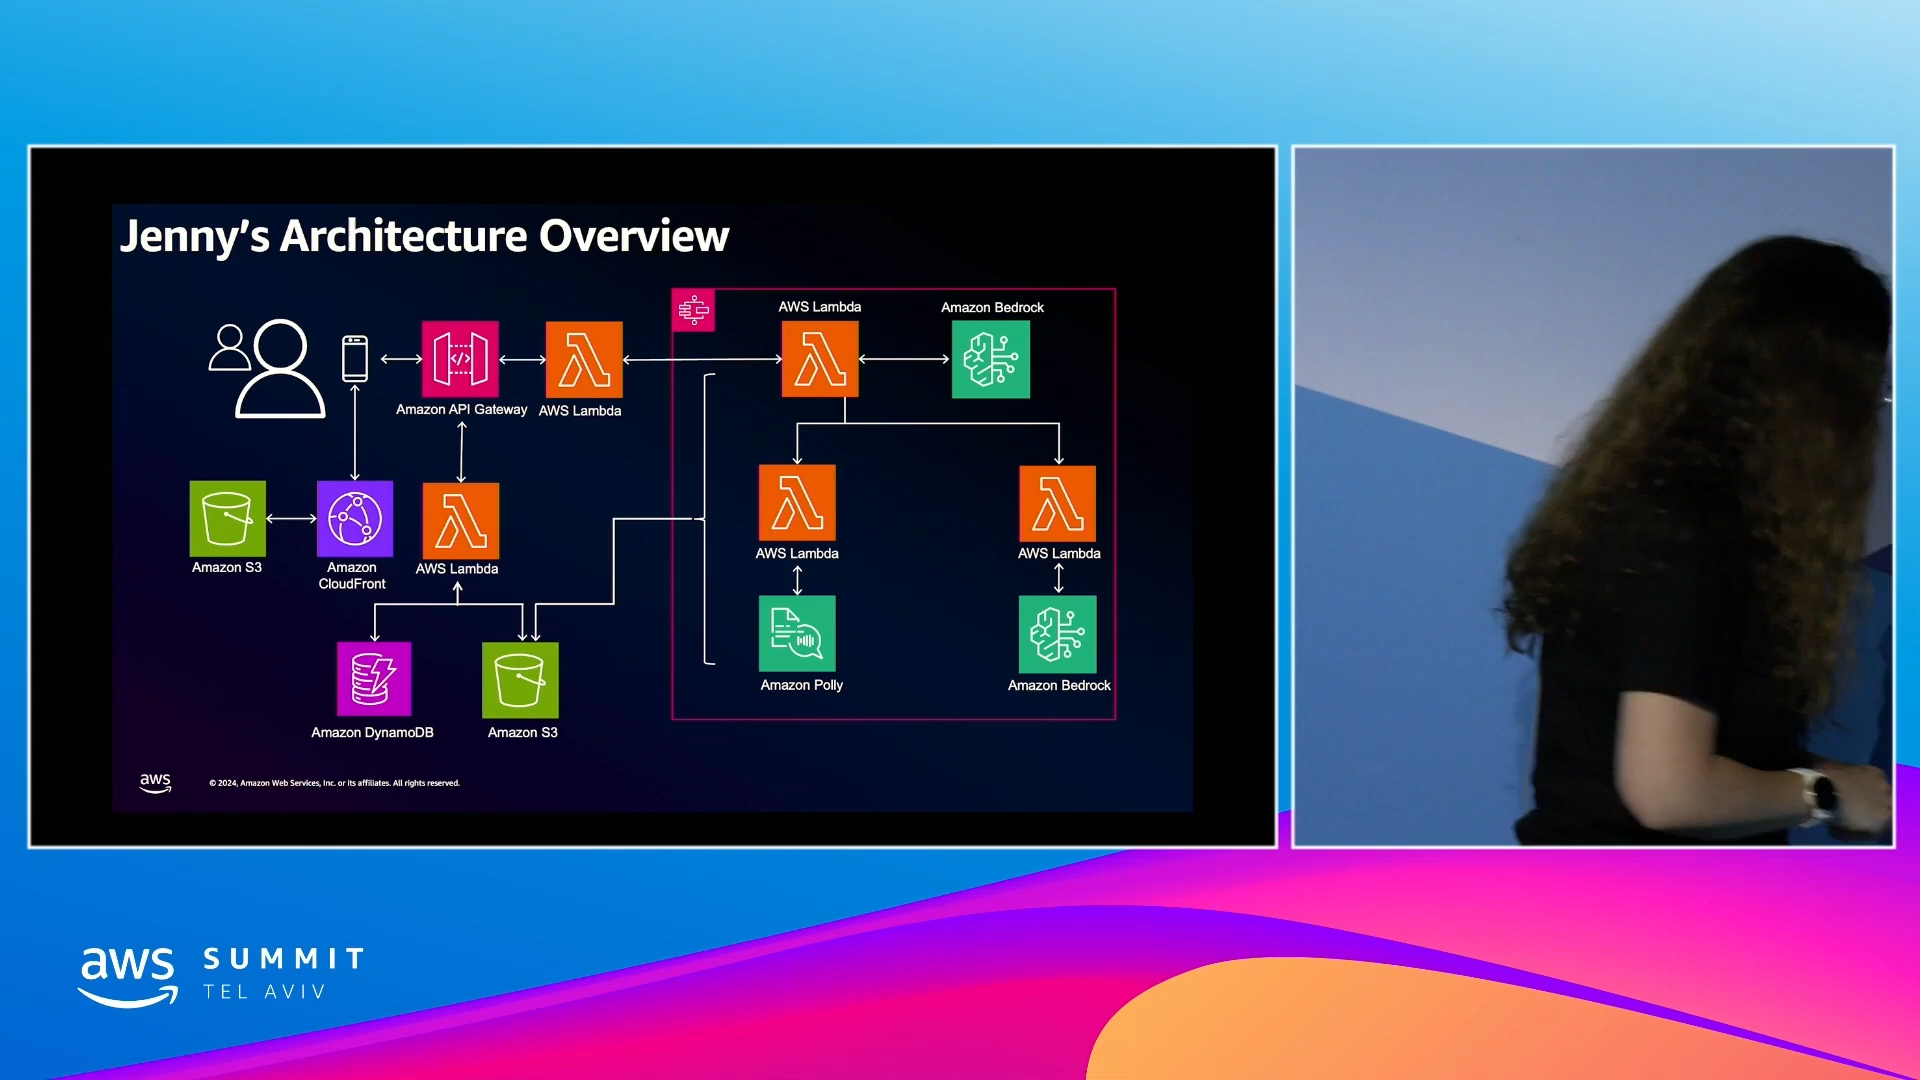 Jenny's Architecture Overview
AWS Lambda
Amazon Bedrock
Amazon API Gateway
AWS Lambda
AWS Lambda
AWS Lambda
Amazon S3
Amazon
CloudFront
AWS Lambda
Amazon Polly
Amazon Bedrock
Amazon DynamoDB
Amazon S3
aws
© 2024, Amazon Web Services, Inc. or its affiliates. All rights reserved.
aws SUMMIT
TEL AVIV